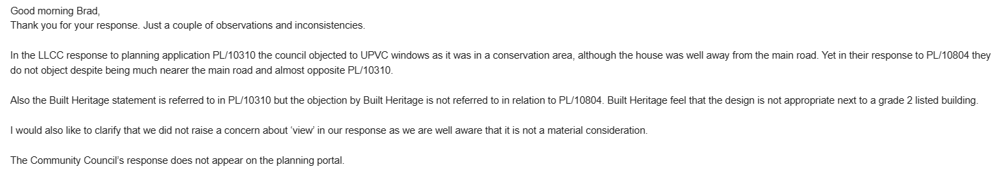 Good morning Brad,
Thank you for your response. Just a couple of observations and inconsistencies.
In the LLCC response to planning application PL/10310 the council objected to UPVC windows as it was in a conservation area, although the house was well away from the main road. Yet in their response to PL/10804 they
do not object despite being much nearer the main road and almost opposite PL/10310.
Also the Built Heritage statement is referred to in PL/10310 but the objection by Built Heritage is not referred to in relation to PL/10804. Built Heritage feel that the design is not appropriate next to a grade 2 listed building.
I would also like to clarify that we did not raise a concern about ‘view’ in our response as we are well aware that it is not a material consideration.
The Community Council’s response does not appear on the planning portal.